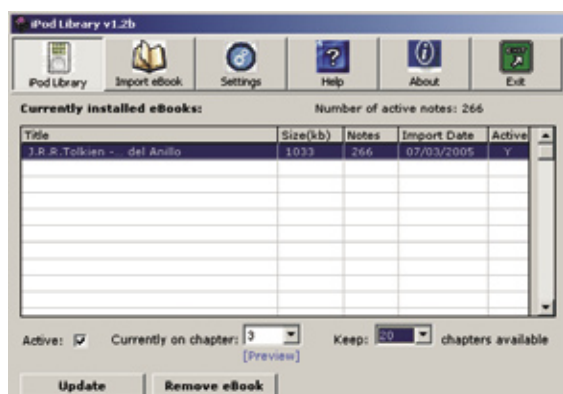 iPod Library v1.2b
iPod Library Import eBook Settings Help About Exit
Currently installed eBooks: Number of active notes: 266
Title Size(kb) Notes Import Date Active
J.R.R.Tolkien -... del Anillo 1033 266 07/03/2005 Y
Active: Currently on chapter: 3 Keep: 20 chapters available
[Preview]
Update Remove eBook